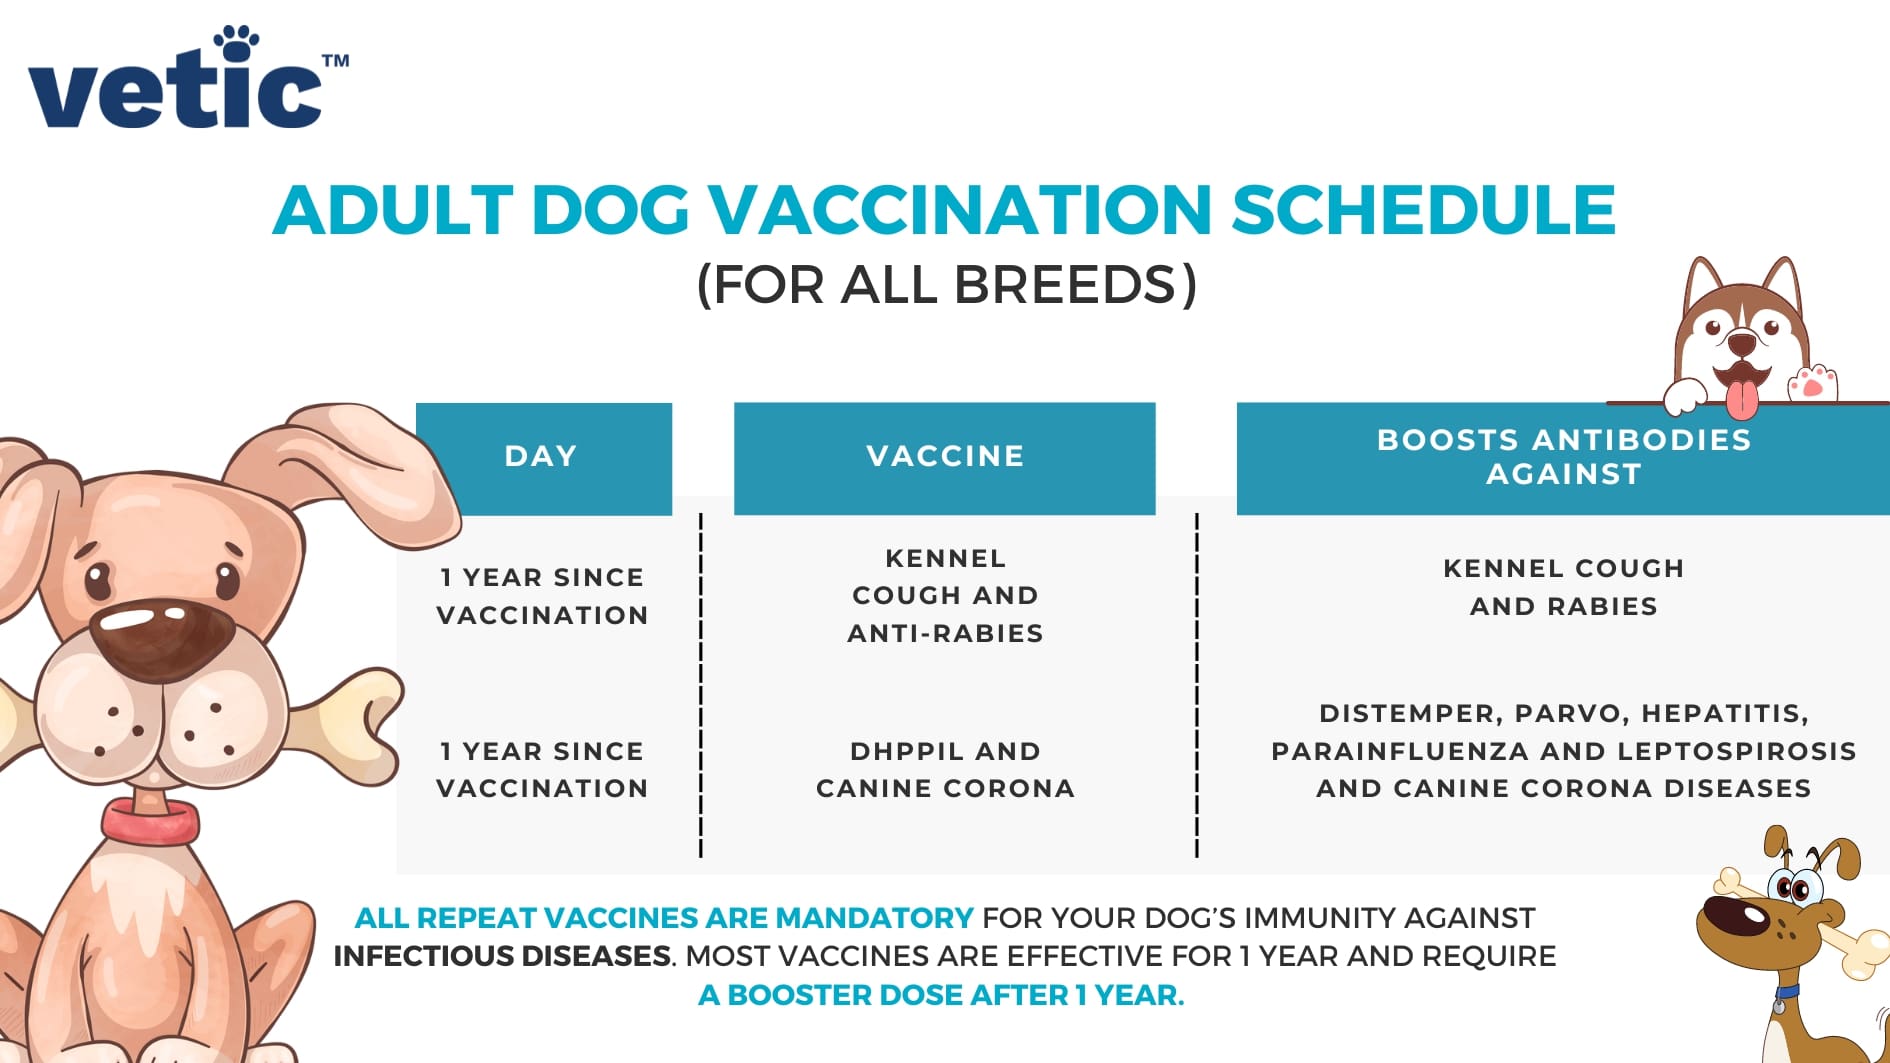 vetic™
ADULT DOG VACCINATION SCHEDULE
(FOR ALL BREEDS)
DAY
VACCINE
BOOSTS ANTIBODIES
AGAINST
1 YEAR SINCE
VACCINATION
KENNEL
COUGH AND
ANTI-RABIES
KENNEL COUGH
AND RABIES
1 YEAR SINCE
VACCINATION
DHPPIL AND
CANINE CORONA
DISTEMPER, PARVO, HEPATITIS,
PARAINFLUENZA AND LEPTOSPIROSIS
AND CANINE CORONA DISEASES
ALL REPEAT VACCINES ARE MANDATORY FOR YOUR DOG’S IMMUNITY AGAINST
INFECTIOUS DISEASES. MOST VACCINES ARE EFFECTIVE FOR 1 YEAR AND REQUIRE
A BOOSTER DOSE AFTER 1 YEAR.